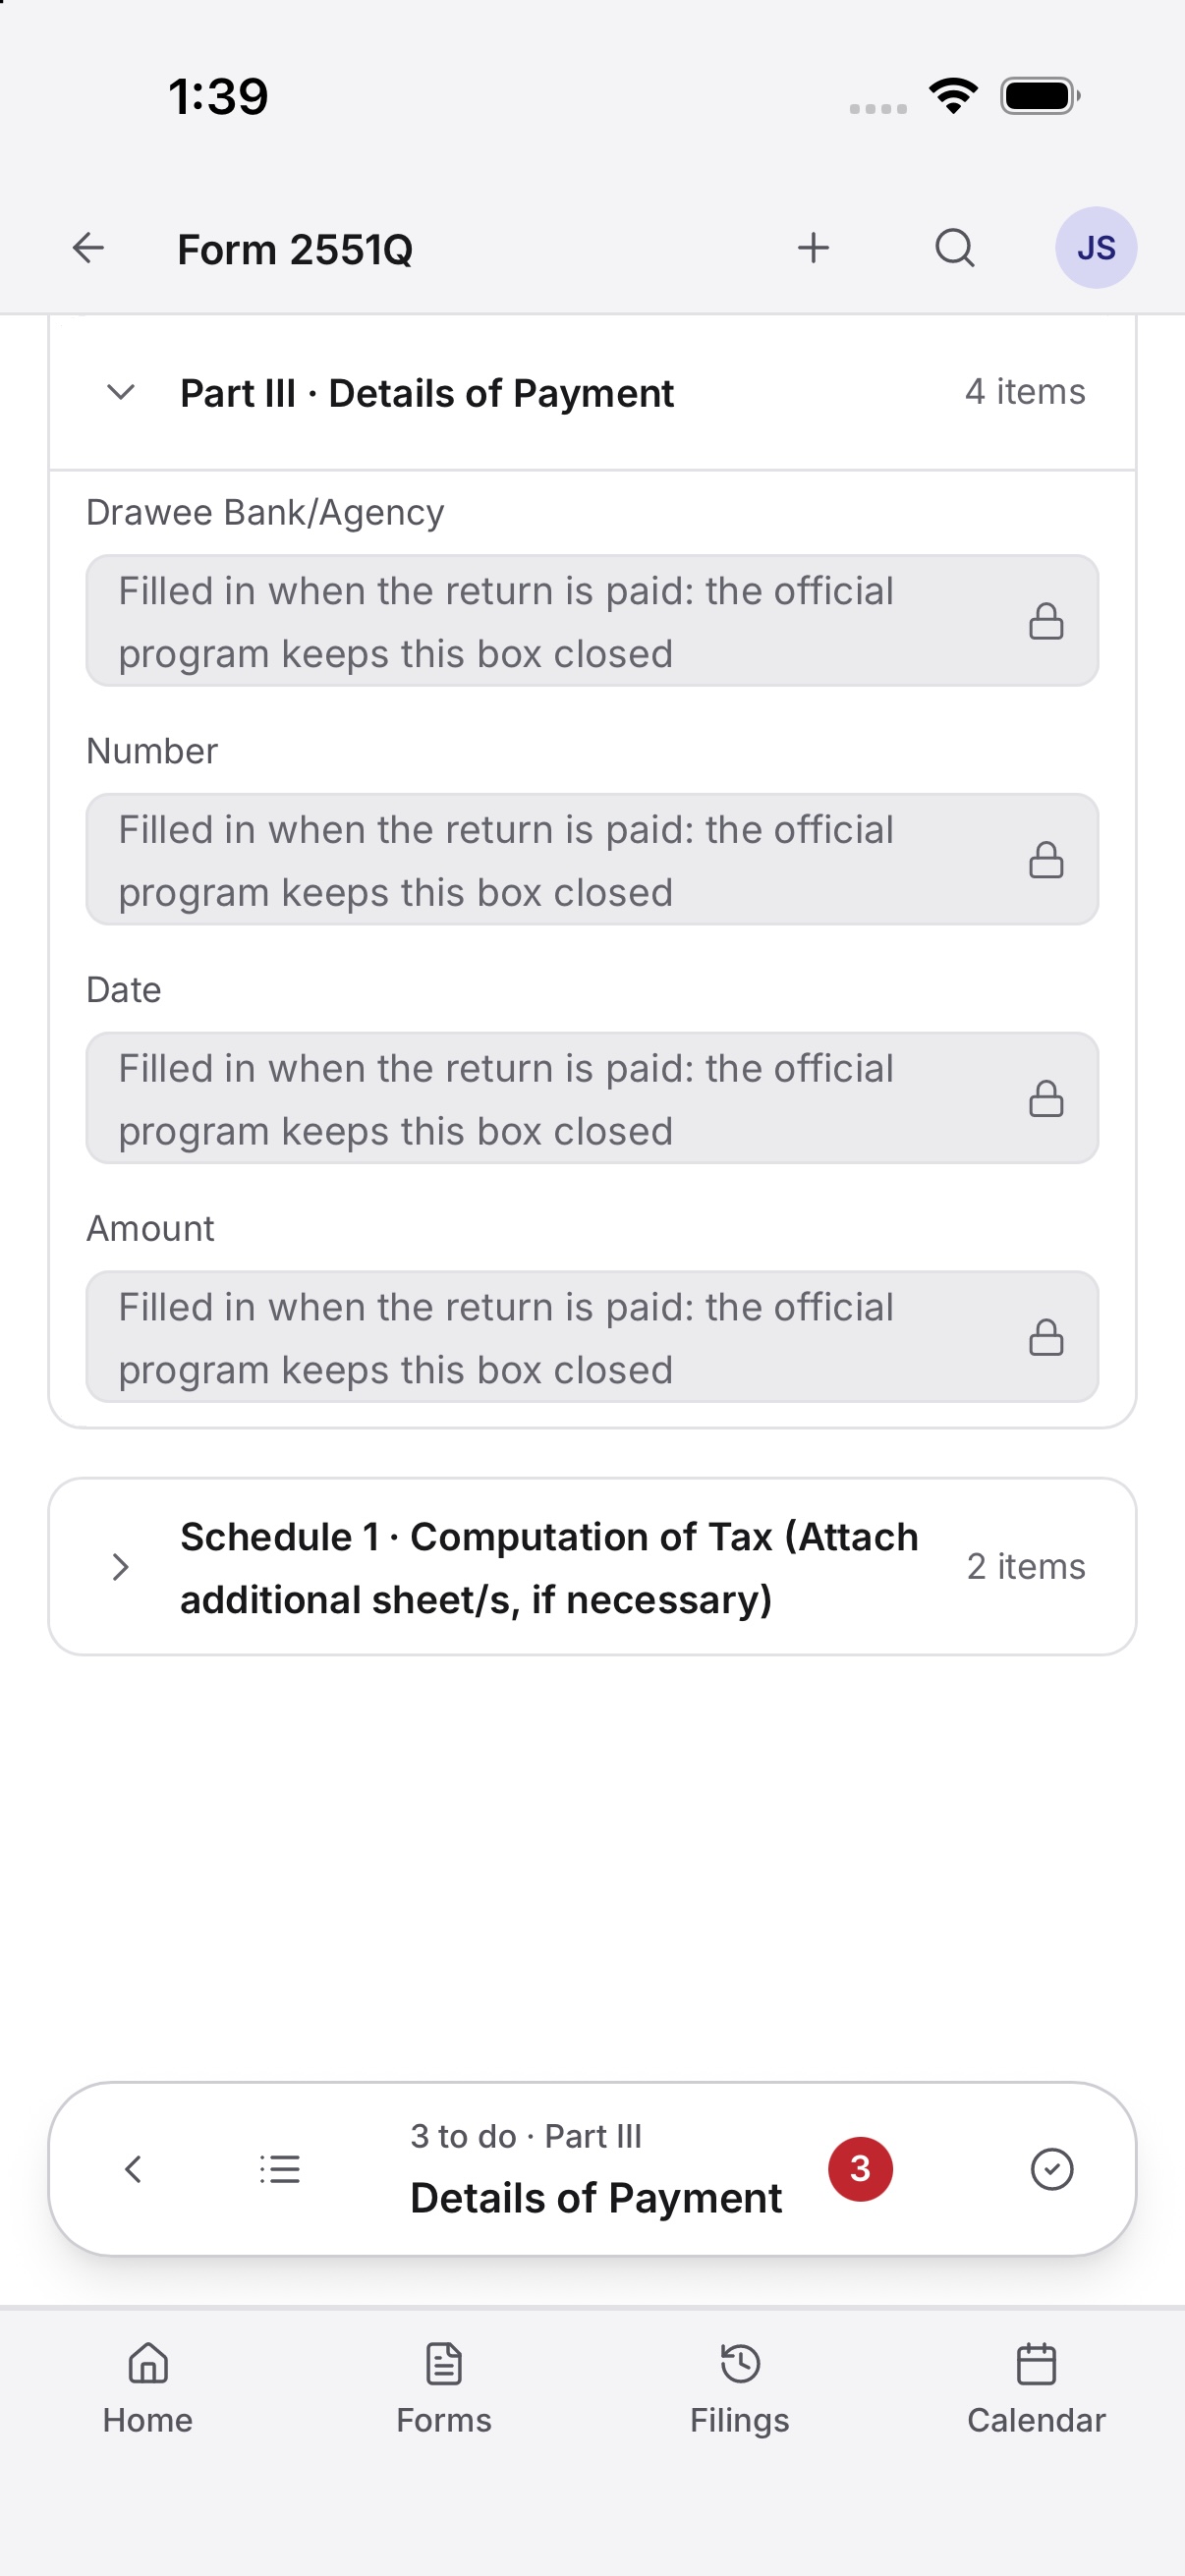 1:39
Form 2551Q
JS
Part III · Details of Payment
4 items
Drawee Bank/Agency
Filled in when the return is paid: the official
program keeps this box closed
Number
Filled in when the return is paid: the official
program keeps this box closed
Date
Filled in when the return is paid: the official
program keeps this box closed
Amount
Filled in when the return is paid: the official
program keeps this box closed
Schedule 1 · Computation of Tax (Attach
additional sheet/s, if necessary)
2 items
3 to do · Part III
Details of Payment
3
Home
Forms
Filings
Calendar